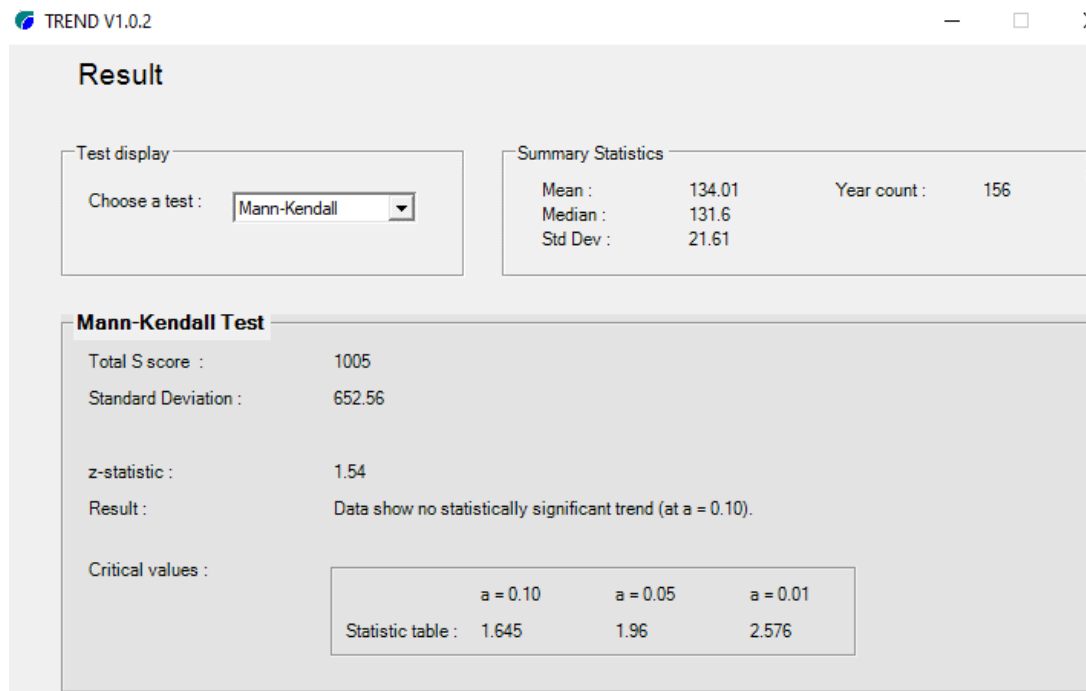 TREND V1.0.2
Result
Test display
Choose a test :
Mann-Kendall
Summary Statistics
Mean : 134.01 Year count : 156
Median : 131.6
Std Dev : 21.61
Mann-Kendall Test
Total S score : 1005
Standard Deviation : 652.56
z-statistic : 1.54
Result : Data show no statistically significant trend (at a = 0.10).
Critical values :
a = 0.10 a = 0.05 a = 0.01
Statistic table : 1.645 1.96 2.576